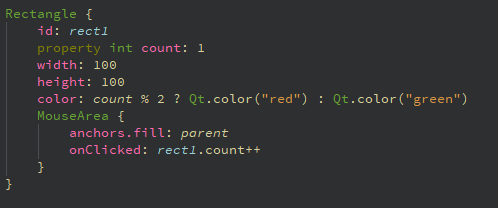 Rectangle {
    id: rect1
    property int count: 1
    width: 100
    height: 100
    color: count % 2 ? Qt.color("red") : Qt.color("green")
    MouseArea {
        anchors.fill: parent
        onClicked: rect1.count++
    }
}